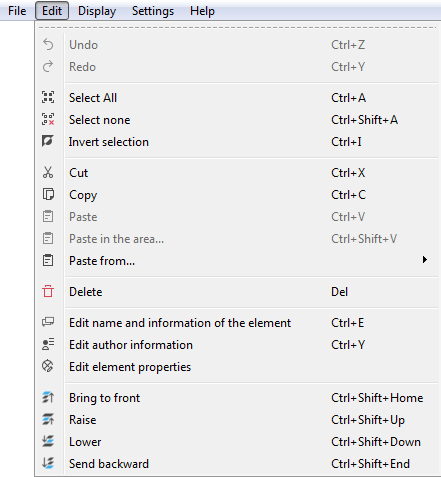 File Edit Display Settings Help
Undo Ctrl+Z
Redo Ctrl+Y
Select All Ctrl+A
Select none Ctrl+Shift+A
Invert selection Ctrl+I
Cut Ctrl+X
Copy Ctrl+C
Paste Ctrl+V
Paste in the area... Ctrl+Shift+V
Paste from...
Delete Del
Edit name and information of the element Ctrl+E
Edit author information Ctrl+Y
Edit element properties
Bring to front Ctrl+Shift+Home
Raise Ctrl+Shift+Up
Lower Ctrl+Shift+Down
Send backward Ctrl+Shift+End